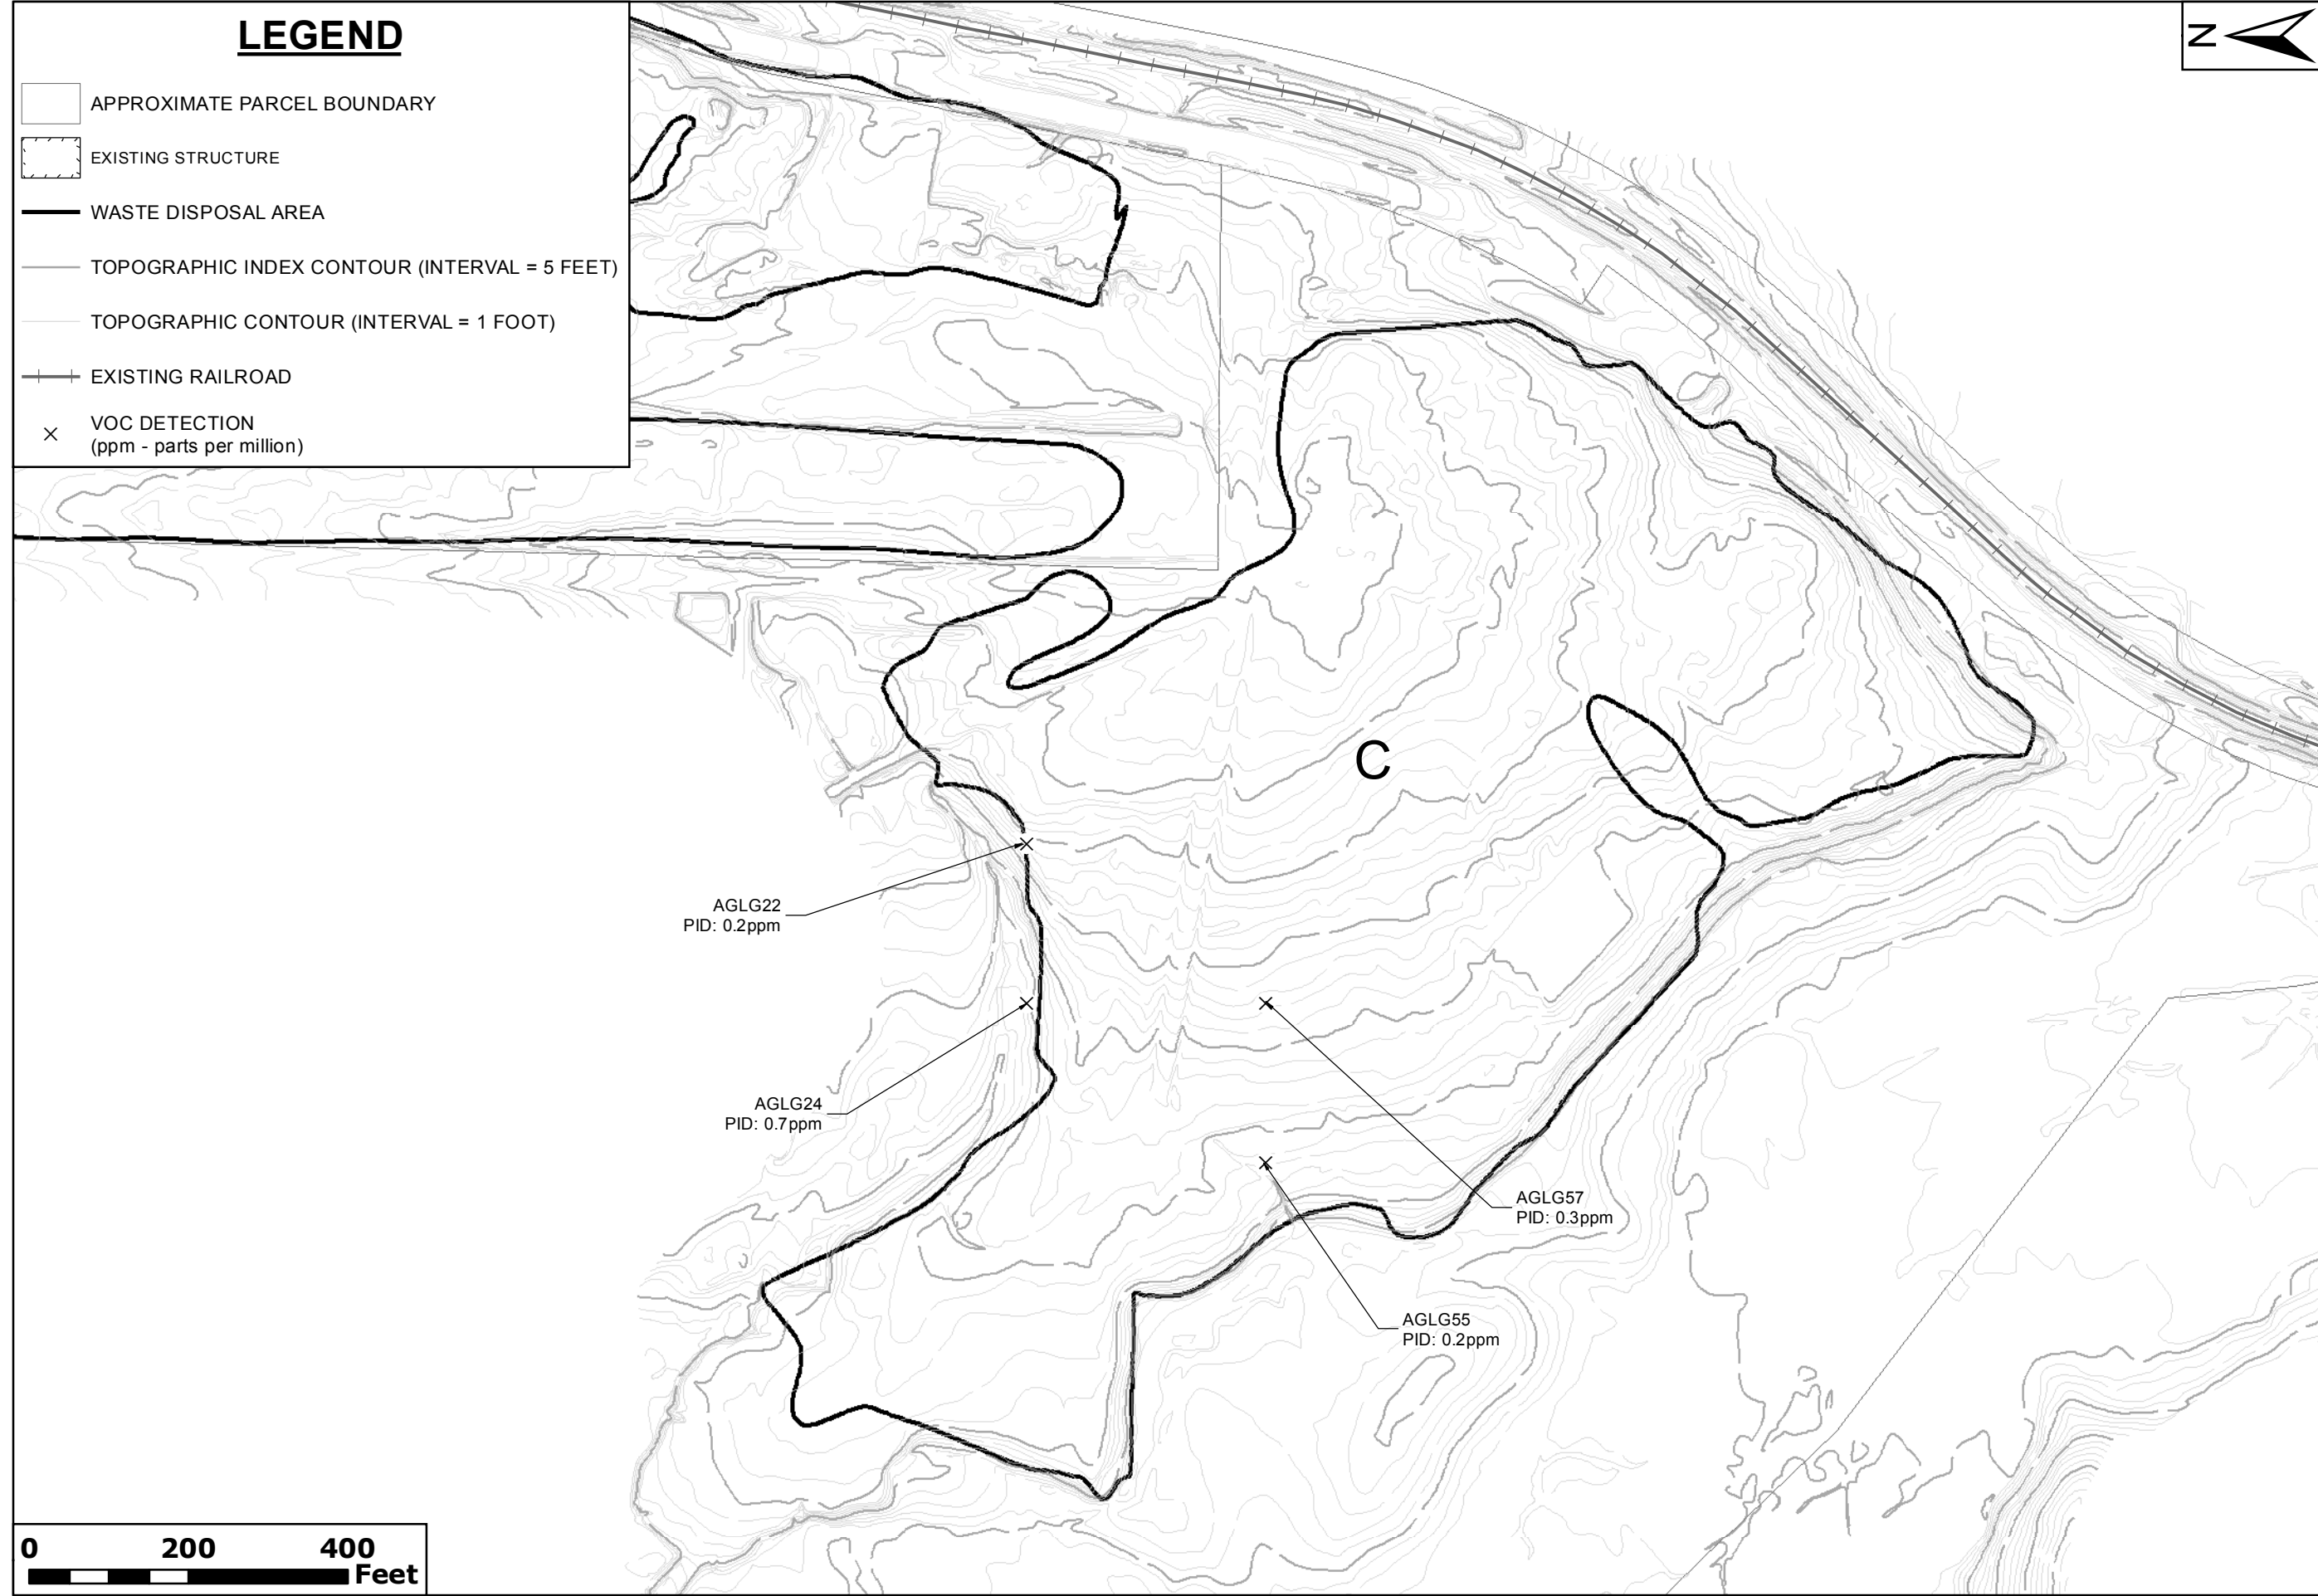 LEGEND
APPROXIMATE PARCEL BOUNDARY
EXISTING STRUCTURE
WASTE DISPOSAL AREA
TOPOGRAPHIC INDEX CONTOUR (INTERVAL = 5 FEET)
TOPOGRAPHIC CONTOUR (INTERVAL = 1 FOOT)
EXISTING RAILROAD
VOC DETECTION
(ppm - parts per million)
N
C
AGLG22
PID: 0.2ppm
AGLG24
PID: 0.7ppm
AGLG57
PID: 0.3ppm
AGLG55
PID: 0.2ppm
0 200 400
Feet